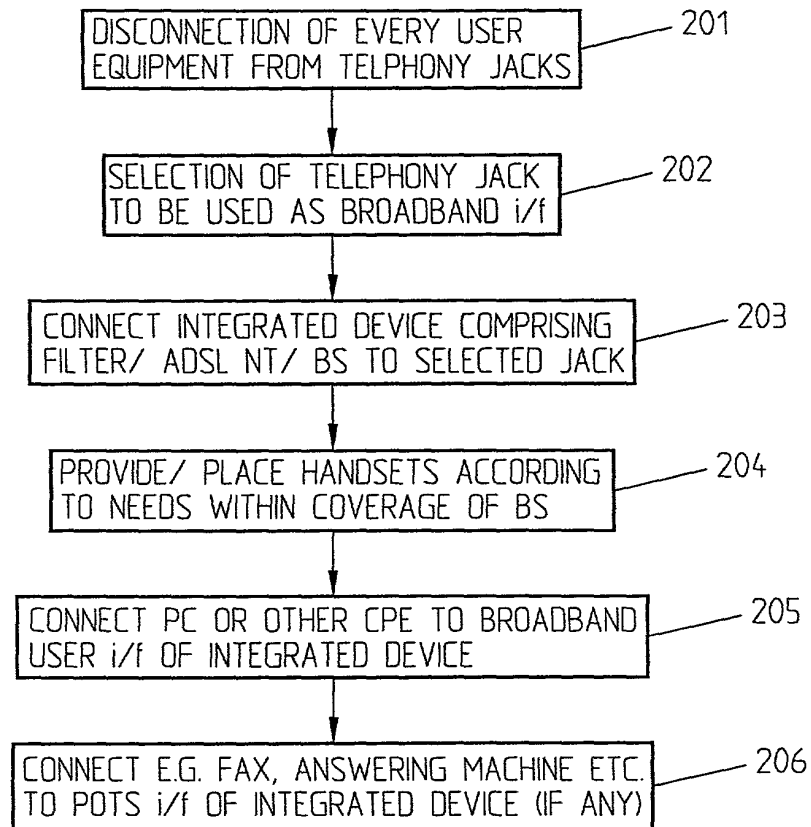 DISCONNECTION OF EVERY USER
EQUIPMENT FROM TELPHONY JACKS
201
SELECTION OF TELEPHONY JACK
TO BE USED AS BROADBAND i/f
202
CONNECT INTEGRATED DEVICE COMPRISING
FILTER/ ADSL NT/ BS TO SELECTED JACK
203
PROVIDE/ PLACE HANDSETS ACCORDING
TO NEEDS WITHIN COVERAGE OF BS
204
CONNECT PC OR OTHER CPE TO BROADBAND
USER i/f OF INTEGRATED DEVICE
205
CONNECT E.G. FAX, ANSWERING MACHINE ETC.
TO POTS i/f OF INTEGRATED DEVICE (IF ANY)
206